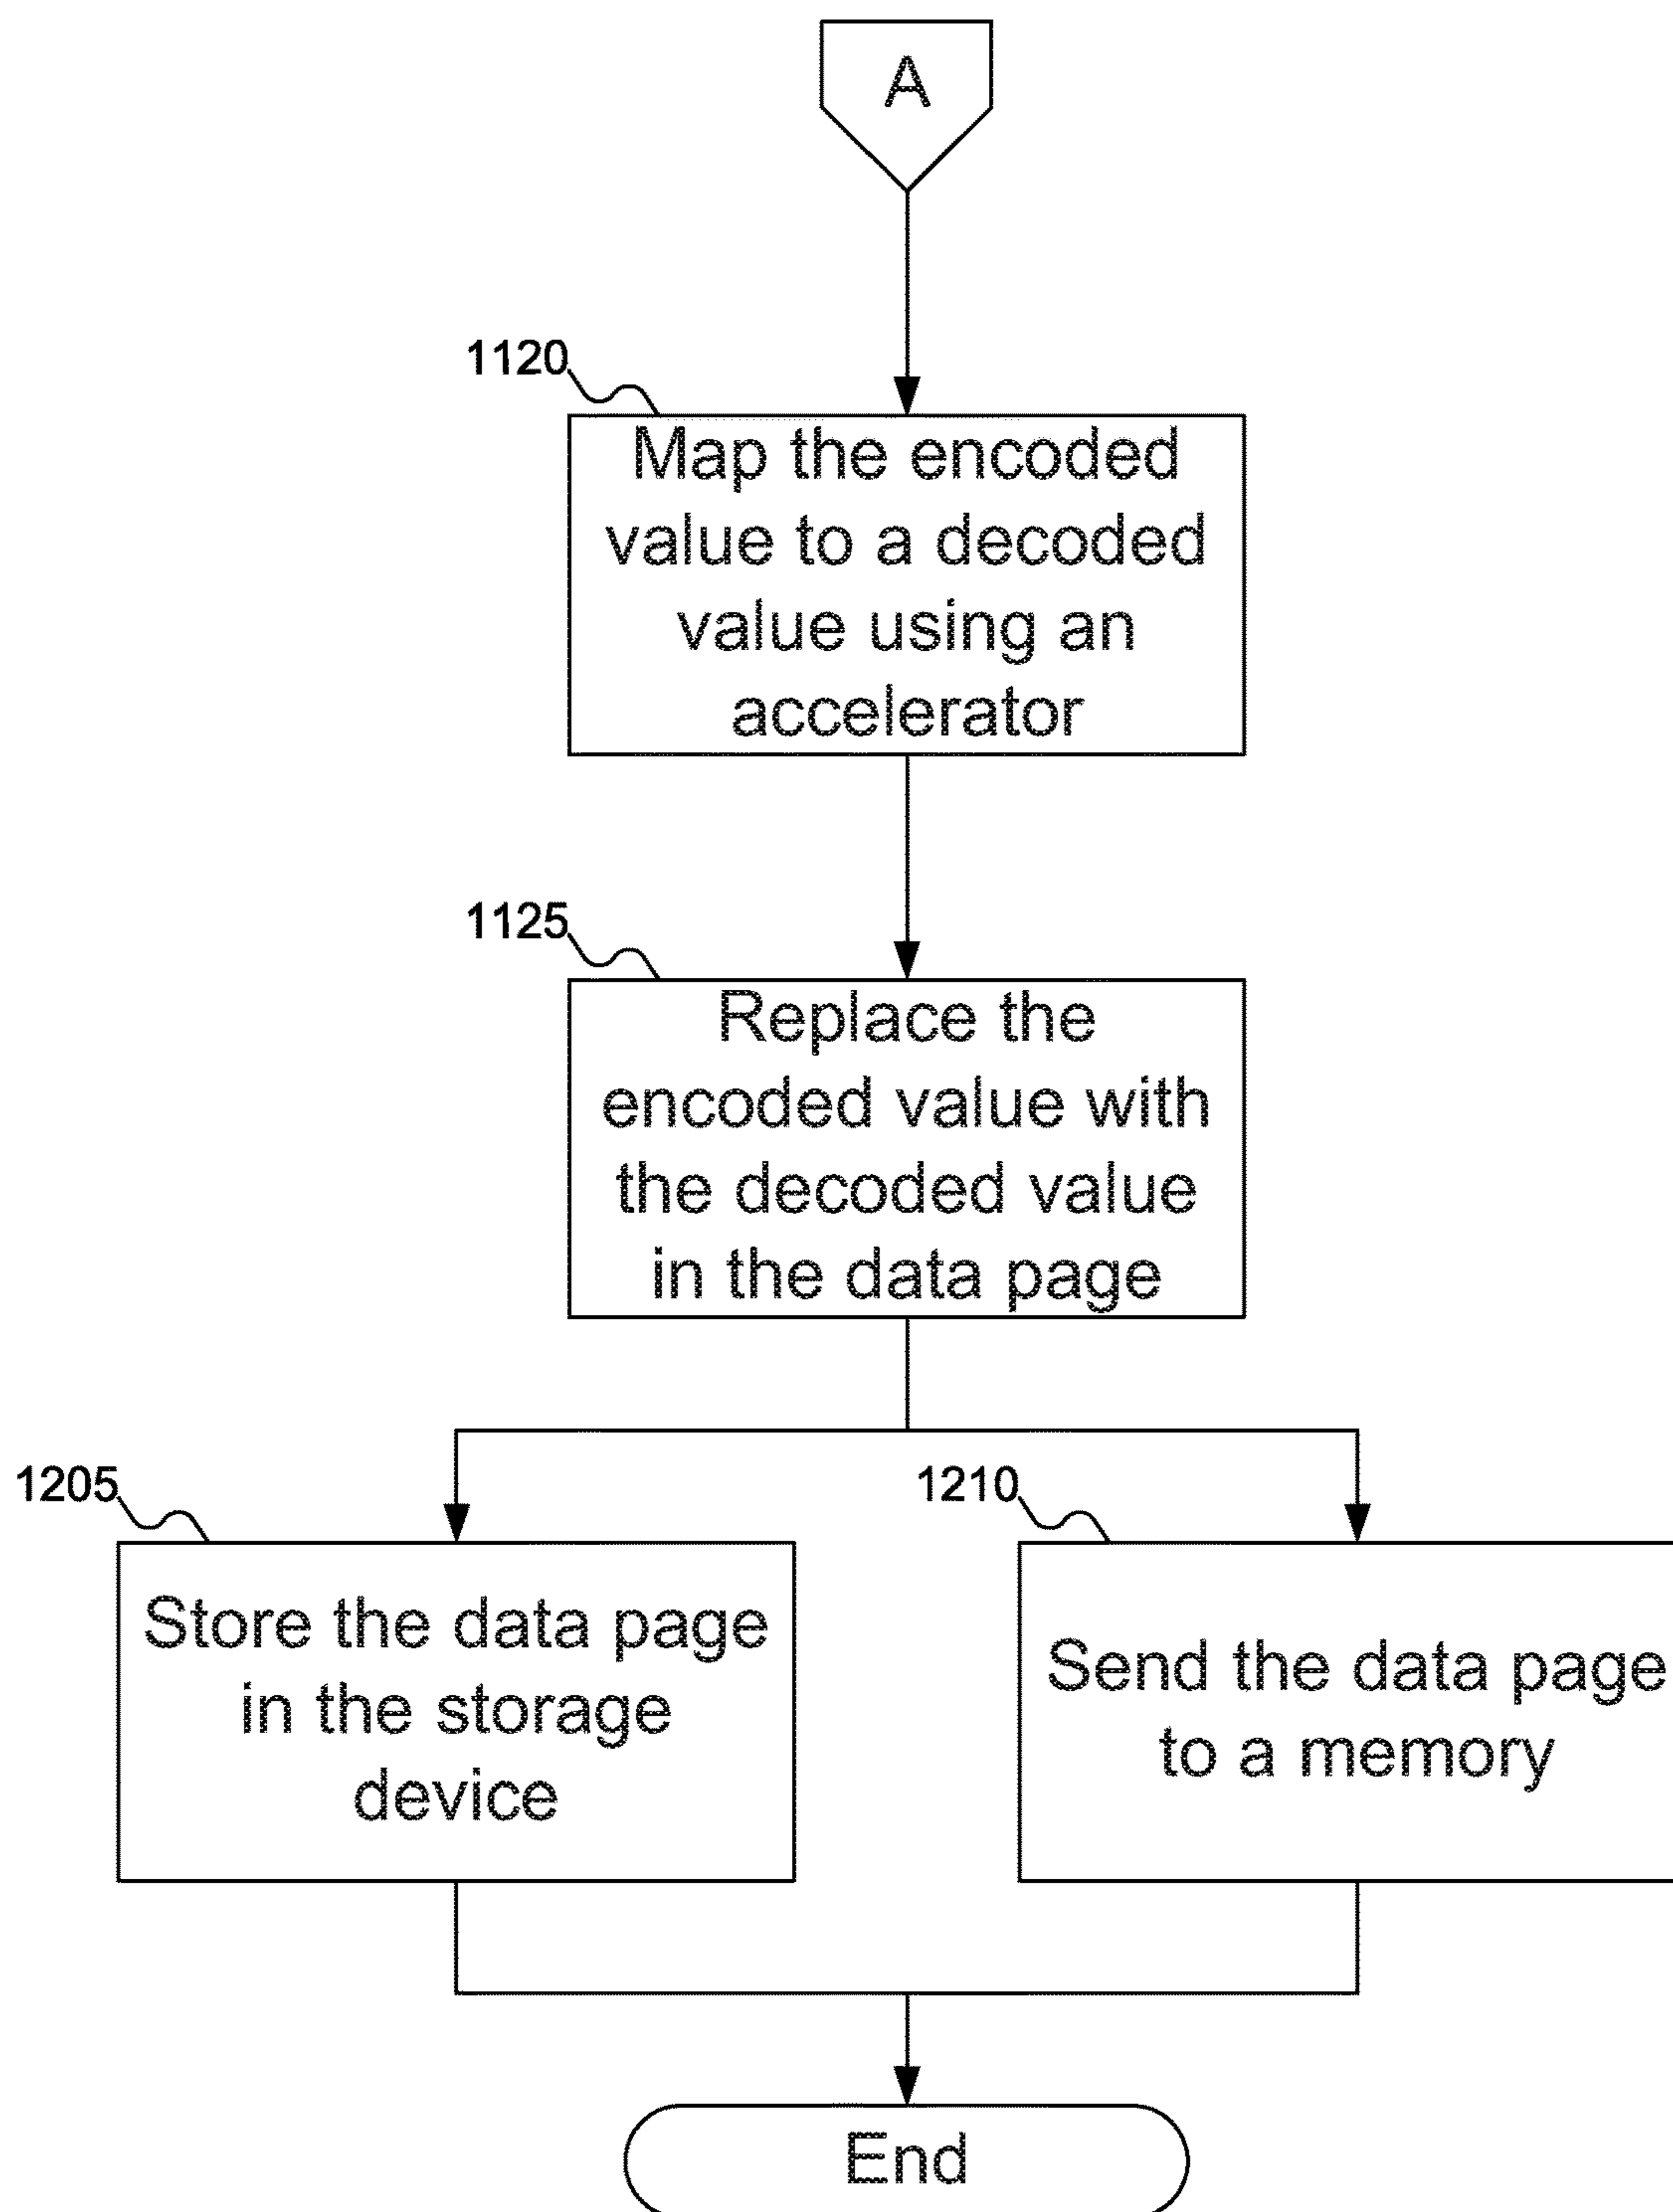 A
1120
Map the encoded
value to a decoded
value using an
accelerator
1125
Replace the
encoded value with
the decoded value
in the data page
1205
Store the data page
in the storage
device
1210
Send the data page
to a memory
End